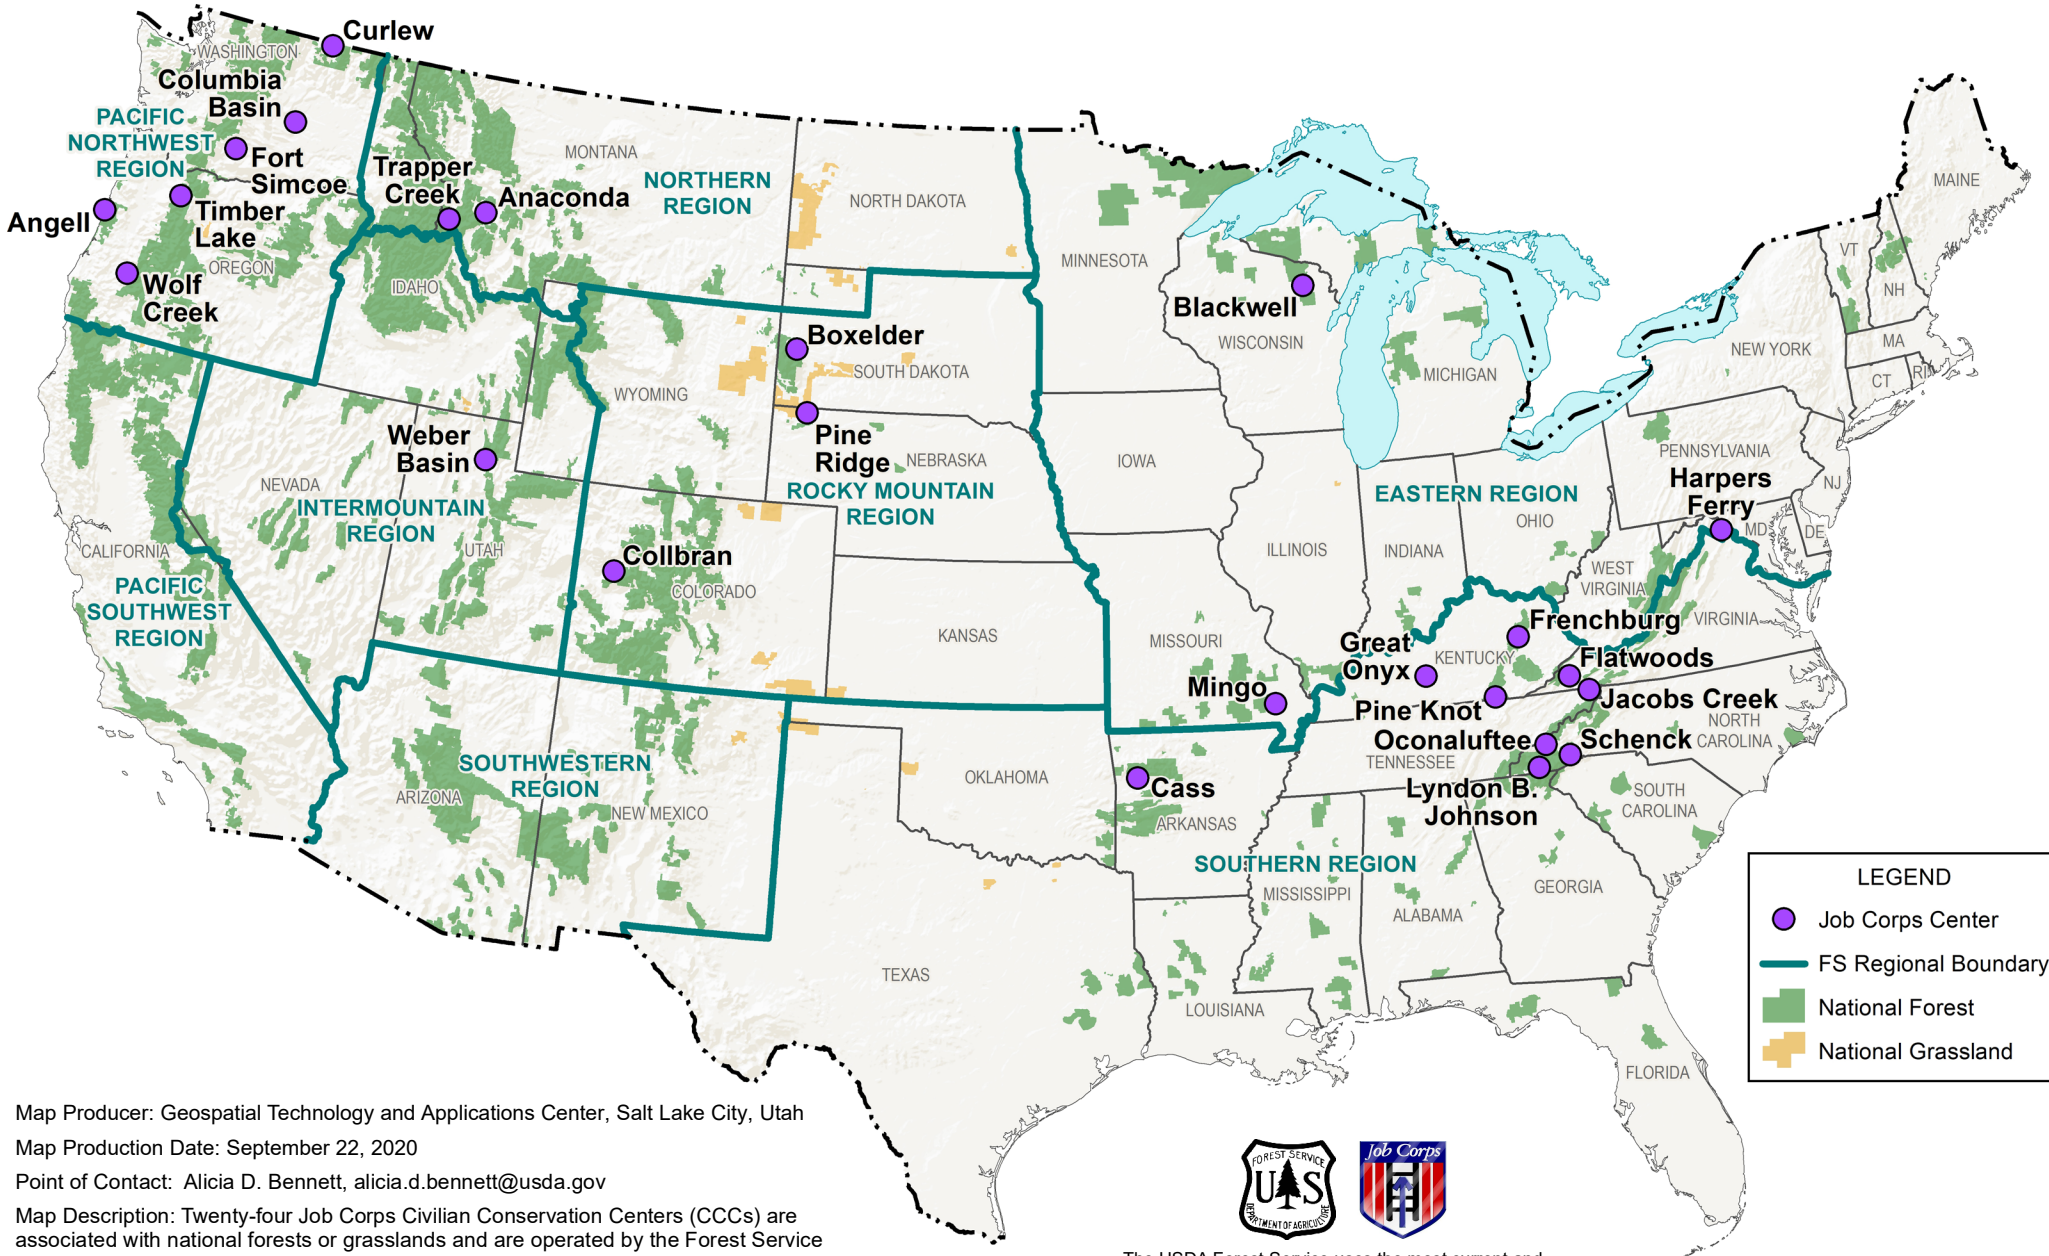 Curlew
WASHINGTON
Columbia
Basin
PACIFIC
NORTHWEST
REGION
Fort
Simcoe
Trapper
Creek
Anaconda
MONTANA
NORTHERN
REGION
NORTH DAKOTA
Angell
Timber
Lake
OREGON
Wolf
Creek
IDAHO
MINNESOTA
Blackwell
WISCONSIN
MICHIGAN
MAINE
VT
NH
MA
NEW YORK
CT
RI
Boxelder
SOUTH DAKOTA
WYOMING
Pine
Ridge
NEBRASKA
ROCKY MOUNTAIN
REGION
Weber
Basin
NEVADA
INTERMOUNTAIN
REGION
UTAH
IOWA
EASTERN REGION
PENNSYLVANIA
Harpers
Ferry
NJ
MD
DE
OHIO
INDIANA
ILLINOIS
WEST
VIRGINIA
VIRGINIA
CALIFORNIA
PACIFIC
SOUTHWEST
REGION
Collbran
COLORADO
KANSAS
MISSOURI
Mingo
Great
Onyx
KENTUCKY
Frenchburg
Flatwoods
Jacobs Creek
Pine Knot
NORTH
CAROLINA
Oconaluftee
Schenck
TENNESSEE
Lyndon B.
Johnson
SOUTH
CAROLINA
SOUTHWESTERN
REGION
ARIZONA
NEW MEXICO
OKLAHOMA
Cass
ARKANSAS
SOUTHERN REGION
MISSISSIPPI
ALABAMA
GEORGIA
TEXAS
LOUISIANA
FLORIDA
LEGEND
Job Corps Center
FS Regional Boundary
National Forest
National Grassland
Map Producer: Geospatial Technology and Applications Center, Salt Lake City, Utah
Map Production Date: September 22, 2020
Point of Contact: Alicia D. Bennett, alicia.d.bennett@usda.gov
Map Description: Twenty-four Job Corps Civilian Conservation Centers (CCCs) are
associated with national forests or grasslands and are operated by the Forest Service
FOREST SERVICE
U S
DEPARTMENT OF AGRICULTURE
Job Corps
The USDA Forest Service uses the most current and